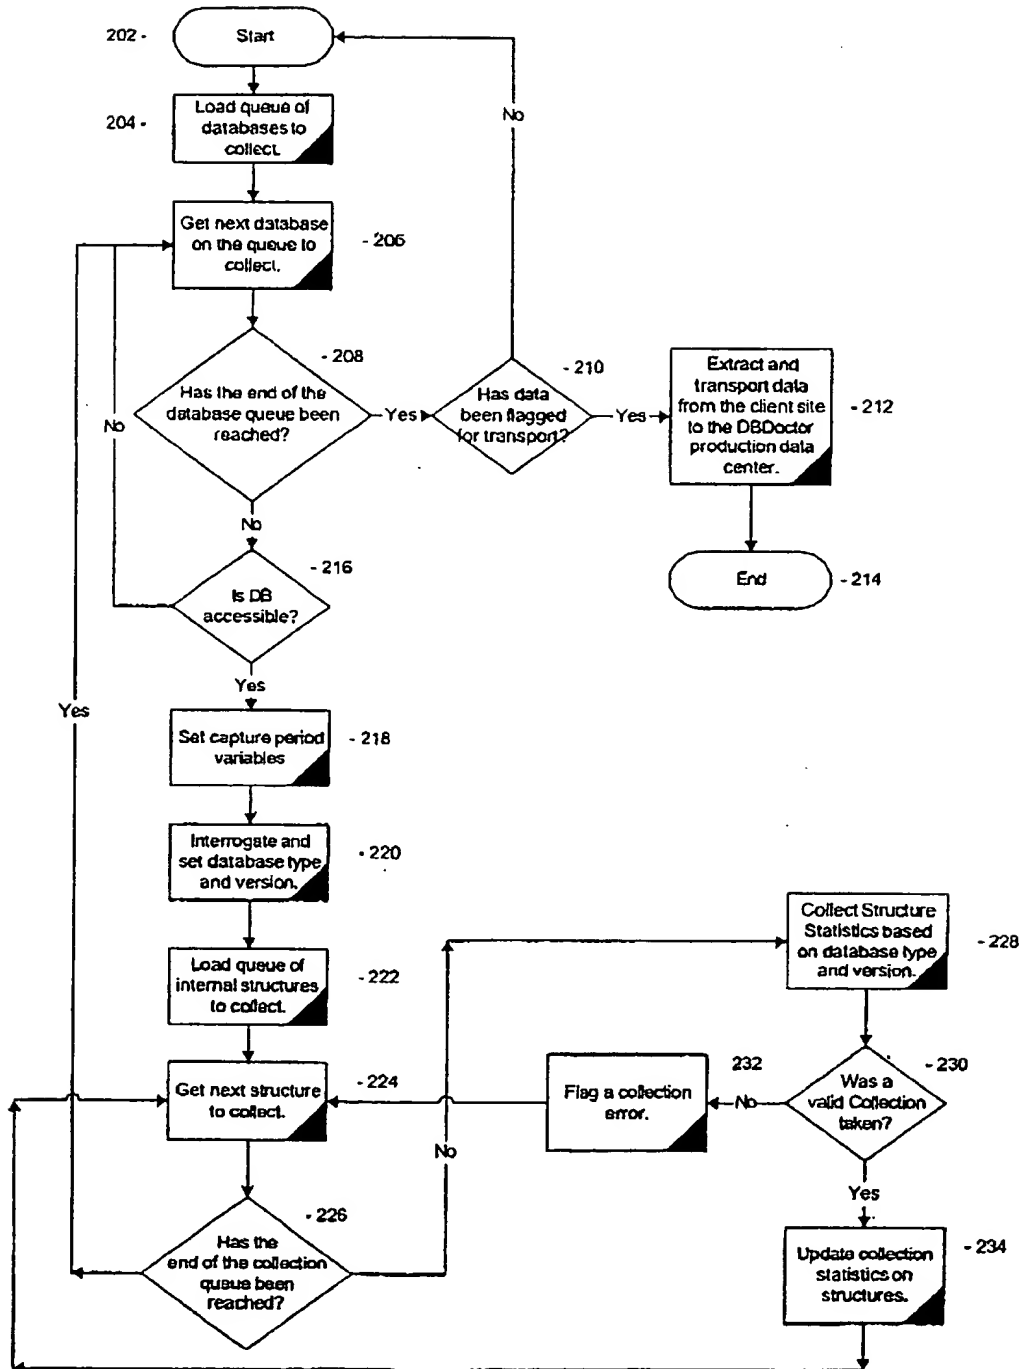 202 -
Start
204 -
Load queue of
databases to
collect.
No
Get next database
on the queue to
collect.
- 206
- 208
Has the end of the
database queue been
reached?
Yes
- 210
Has data
been flagged
for transport?
Yes
Extract and
transport data
from the client site
to the DBDoctor
production data
center.
- 212
No
No
- 216
Is DB
accessible?
End
- 214
Yes
Yes
Set capture period
variables
- 218
Interrogate and
set database type
and version.
- 220
Load queue of
internal structures
to collect.
- 222
Collect Structure
Statistics based
on database type
and version.
- 228
Get next structure
to collect.
- 224
Flag a collection
error.
232
No
- 230
Was a
valid Collection
taken?
No
Yes
- 226
Has the
end of the collection
queue been
reached?
Update collection
statistics on
structures.
- 234